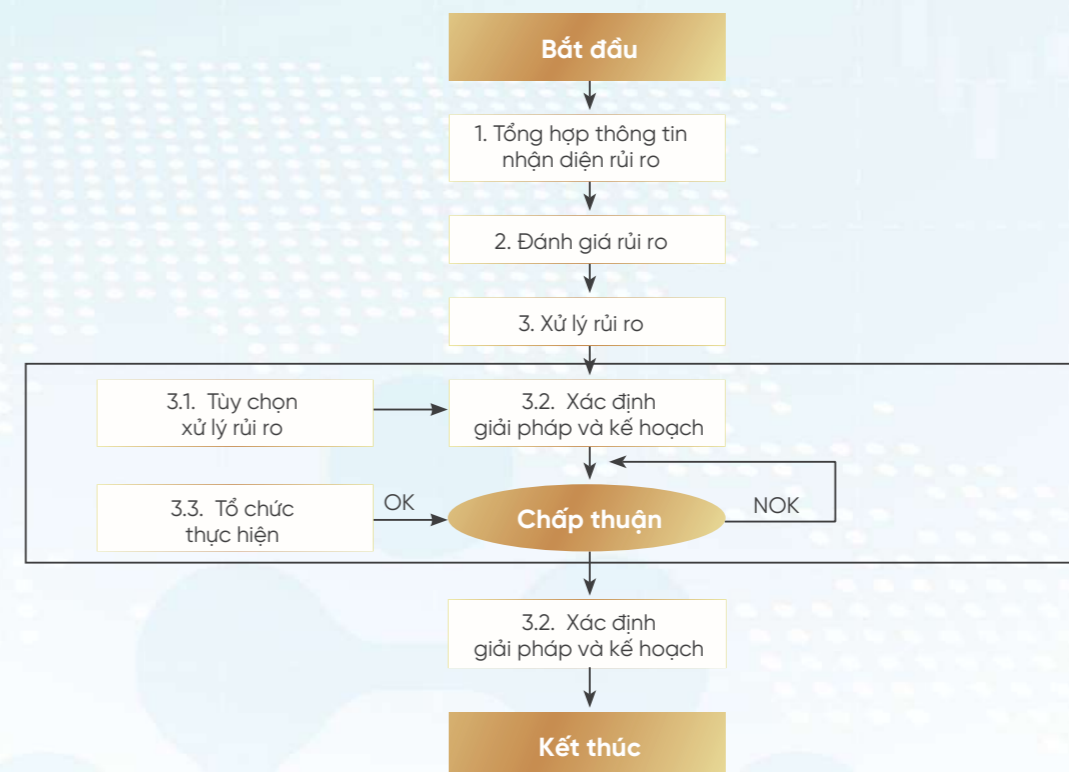 Bắt đầu
1. Tổng hợp thông tin
nhận diện rủi ro
2. Đánh giá rủi ro
3. Xử lý rủi ro
3.1. Tùy chọn
xử lý rủi ro
3.2. Xác định
giải pháp và kế hoạch
3.3. Tổ chức
thực hiện
OK
Chấp thuận
NOK
3.2. Xác định
giải pháp và kế hoạch
Kết thúc